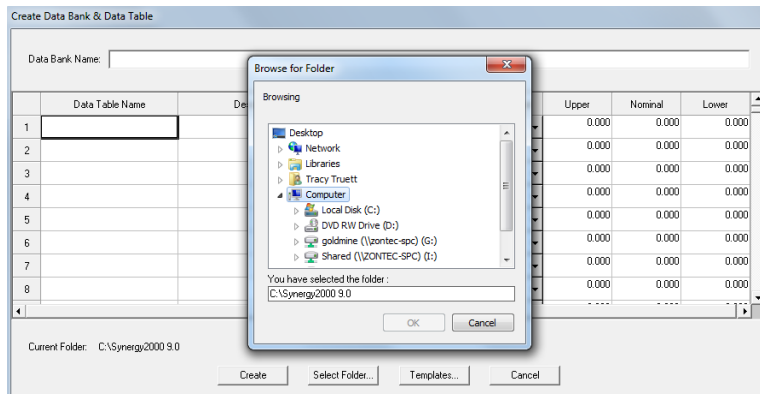 Create Data Bank & Data Table
Data Bank Name:
Browse for Folder
Browsing
Data Table Name
Des
Upper
Nominal
Lower
1
0.000
0.000
0.000
2
0.000
0.000
0.000
3
0.000
0.000
0.000
4
0.000
0.000
0.000
5
0.000
0.000
0.000
6
0.000
0.000
0.000
7
0.000
0.000
0.000
8
0.000
0.000
0.000
Desktop
Network
Libraries
Tracy Truett
Computer
Local Disk (C:)
DVD RW Drive (D:)
goldmine (\\zontec-spc) (G:)
Shared (\\ZONTEC-SPC) (I:)
You have selected the folder :
C:\Synergy2000 9.0
OK
Cancel
Current Folder: C:\Synergy2000 9.0
Create
Select Folder...
Templates...
Cancel